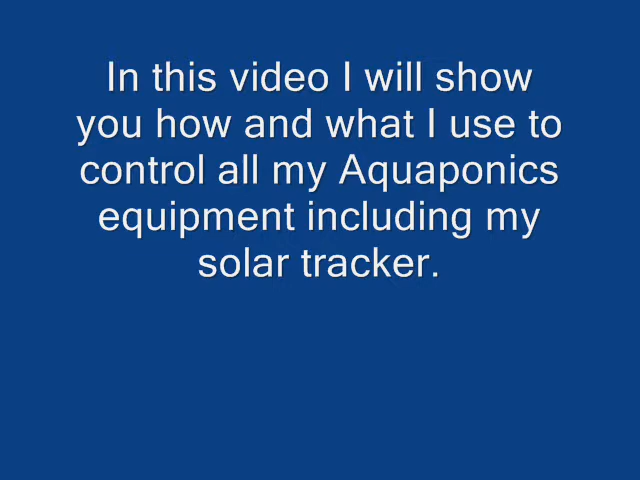 In this video I will show
you how and what I use to
control all my Aquaponics
equipment including my
solar tracker.